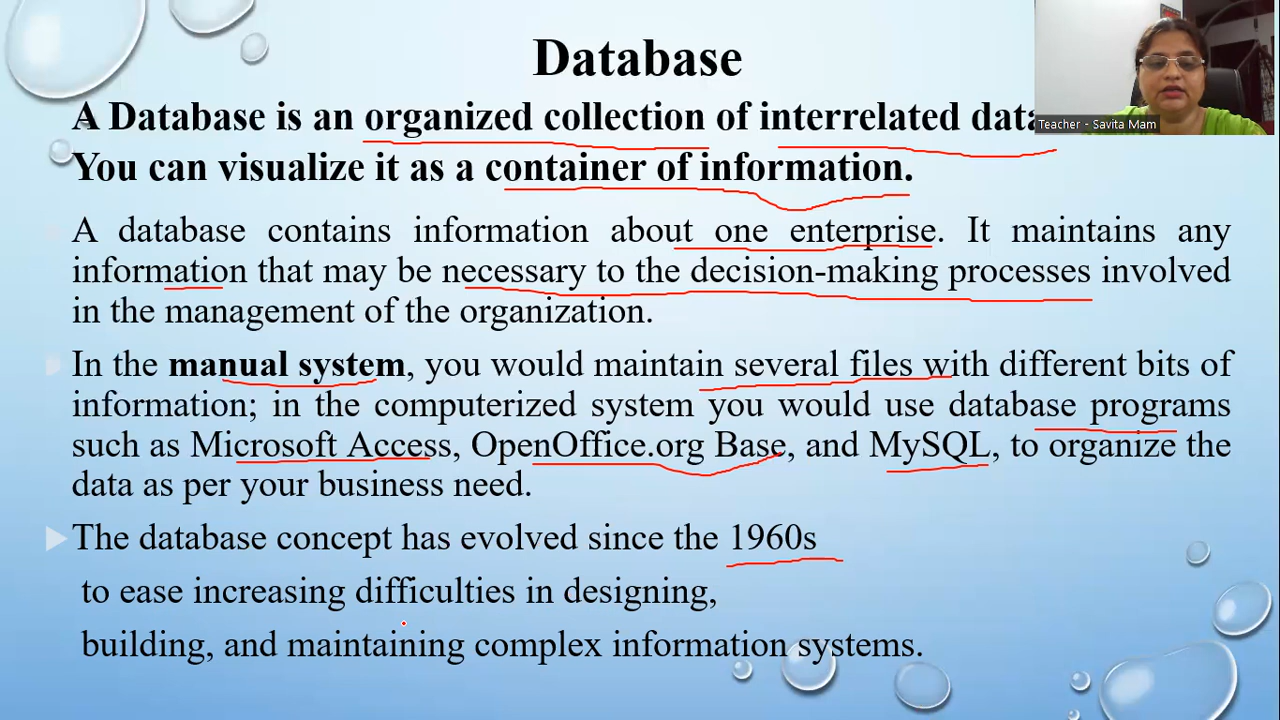 Database
A Database is an organized collection of interrelated data
You can visualize it as a container of information.
A database contains information about one enterprise. It maintains any
information that may be necessary to the decision-making processes involved
in the management of the organization.
In the manual system, you would maintain several files with different bits of
information; in the computerized system you would use database programs
such as Microsoft Access, OpenOffice.org Base, and MySQL, to organize the
data as per your business need.
The database concept has evolved since the 1960s
to ease increasing difficulties in designing,
building, and maintaining complex information systems.
Teacher - Savita Mam